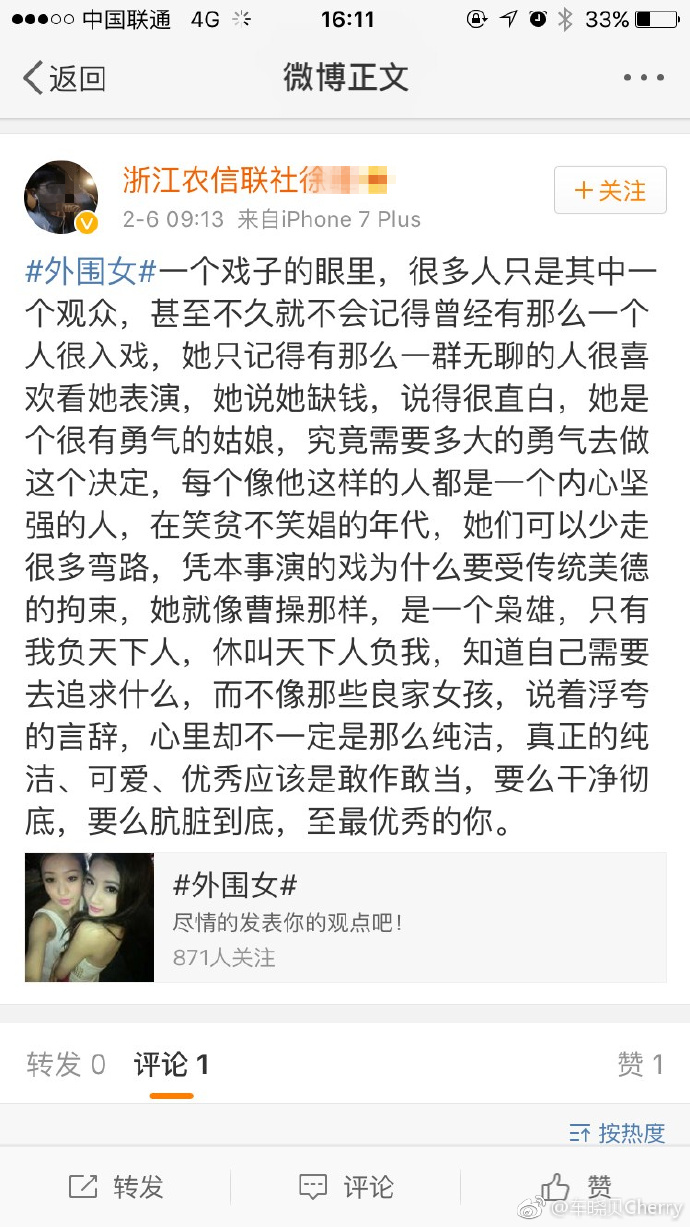 中国联通 4G 16:11 33%
返回 微博正文
浙江农信联社徐
+关注
2-6 09:13 来自iPhone 7 Plus
#外围女#一个戏子的眼里，很多人只是其中一
个观众，甚至不久就不会记得曾经有那么一个
人很入戏，她只记得有那么一群无聊的人很喜
欢看她表演，她说她缺钱，说得很直白，她是
个很有勇气的姑娘，究竟需要多大的勇气去做
这个决定，每个像他这样的人都是一个内心坚
强的人，在笑贫不笑娼的年代，她们可以少走
很多弯路，凭本事演的戏为什么要受传统美德
的拘束，她就像曹操那样，是一个枭雄，只有
我负天下人，休叫天下人负我，知道自己需要
去追求什么，而不像那些良家女孩，说着浮夸
的言辞，心里却不一定是那么纯洁，真正的纯
洁、可爱、优秀应该是敢作敢当，要么干净彻
底，要么肮脏到底，至最优秀的你。
#外围女#
尽情的发表你的观点吧！
871人关注
转发 0 评论 1 赞 1
按热度
转发 评论 赞
@车晓贝Cherry